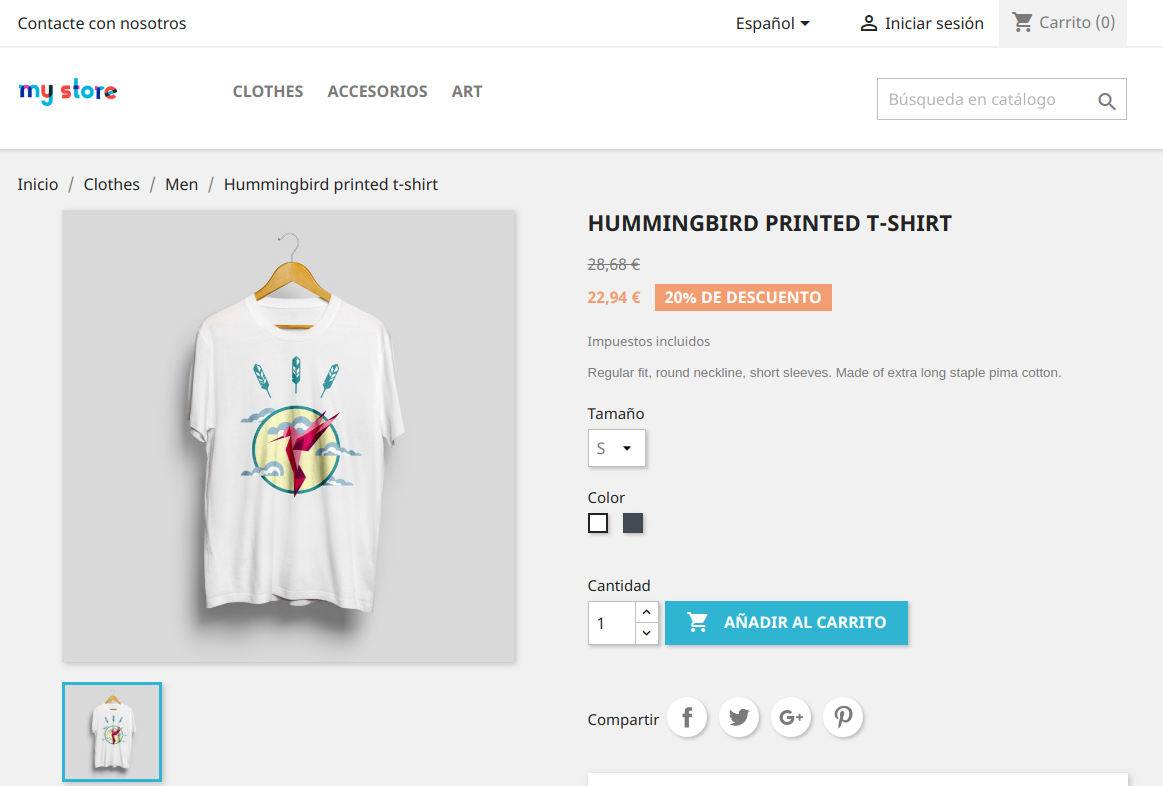 Contacte con nosotros
Español
Iniciar sesión
Carrito (0)
my store
CLOTHES ACCESORIOS ART
Búsqueda en catálogo
Inicio / Clothes / Men / Hummingbird printed t-shirt
HUMMINGBIRD PRINTED T-SHIRT
28,68 €
22,94 € 20% DE DESCUENTO
Impuestos incluidos
Regular fit, round neckline, short sleeves. Made of extra long staple pima cotton.
Tamaño
S
Color
Cantidad
1
AÑADIR AL CARRITO
Compartir